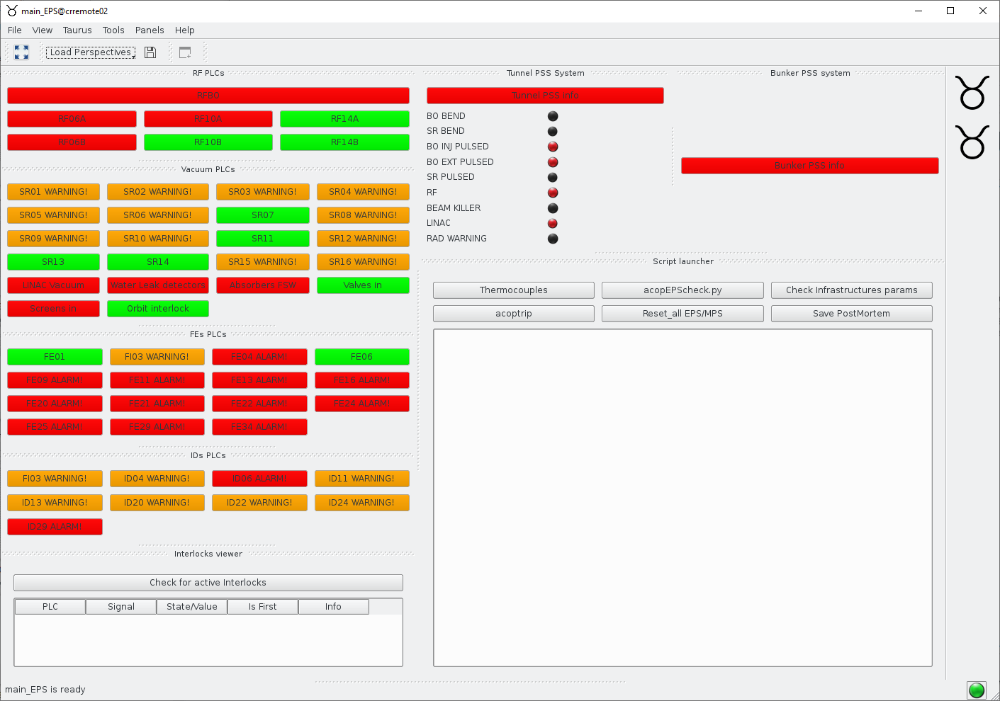 main_EPS@crremote02
File View Taurus Tools Panels Help
Load Perspectives
RF PLCs
RFBO
RF06A RF10A RF14A
RF06B RF10B RF14B
Vacuum PLCs
SR01 WARNING! SR02 WARNING! SR03 WARNING! SR04 WARNING!
SR05 WARNING! SR06 WARNING! SR07 SR08 WARNING!
SR09 WARNING! SR10 WARNING! SR11 SR12 WARNING!
SR13 SR14 SR15 WARNING! SR16 WARNING!
LINAC Vacuum Water Leak detectors Absorbers FSW Valves in
Screens in Orbit interlock
FEs PLCs
FE01 FI03 WARNING! FE04 ALARM! FE06
FE09 ALARM! FE11 ALARM! FE13 ALARM! FE16 ALARM!
FE20 ALARM! FE21 ALARM! FE22 ALARM! FE24 ALARM!
FE25 ALARM! FE29 ALARM! FE34 ALARM!
IDs PLCs
FI03 WARNING! ID04 WARNING! ID06 ALARM! ID11 WARNING!
ID13 WARNING! ID20 WARNING! ID22 WARNING! ID24 WARNING!
ID29 ALARM!
Interlocks viewer
Check for active Interlocks
PLC Signal State/Value Is First Info
Tunnel PSS System
Tunnel PSS info
BO BEND
SR BEND
BO INJ PULSED
BO EXT PULSED
SR PULSED
RF
BEAM KILLER
LINAC
RAD WARNING
Bunker PSS system
Bunker PSS info
Script launcher
Thermocouples acopEPScheck.py Check Infrastructures params
acoptrip Reset_all EPS/MPS Save PostMortem
main_EPS is ready